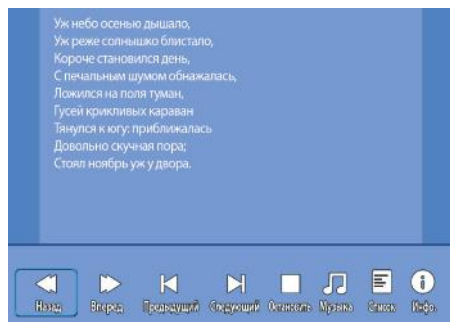 Уж небо осенью дышало,
Уж реже солнышко блистало,
Короче становился день,
С печальным шумом обнажалась,
Ложился на поля туман,
Гусей крикливых караван
Тянулся к югу: приближалась
Довольно скучная пора;
Стоял ноябрь уж у двора.
Назад Вперед Предыдущий Следующий Остановить Музыка Список Инфо.